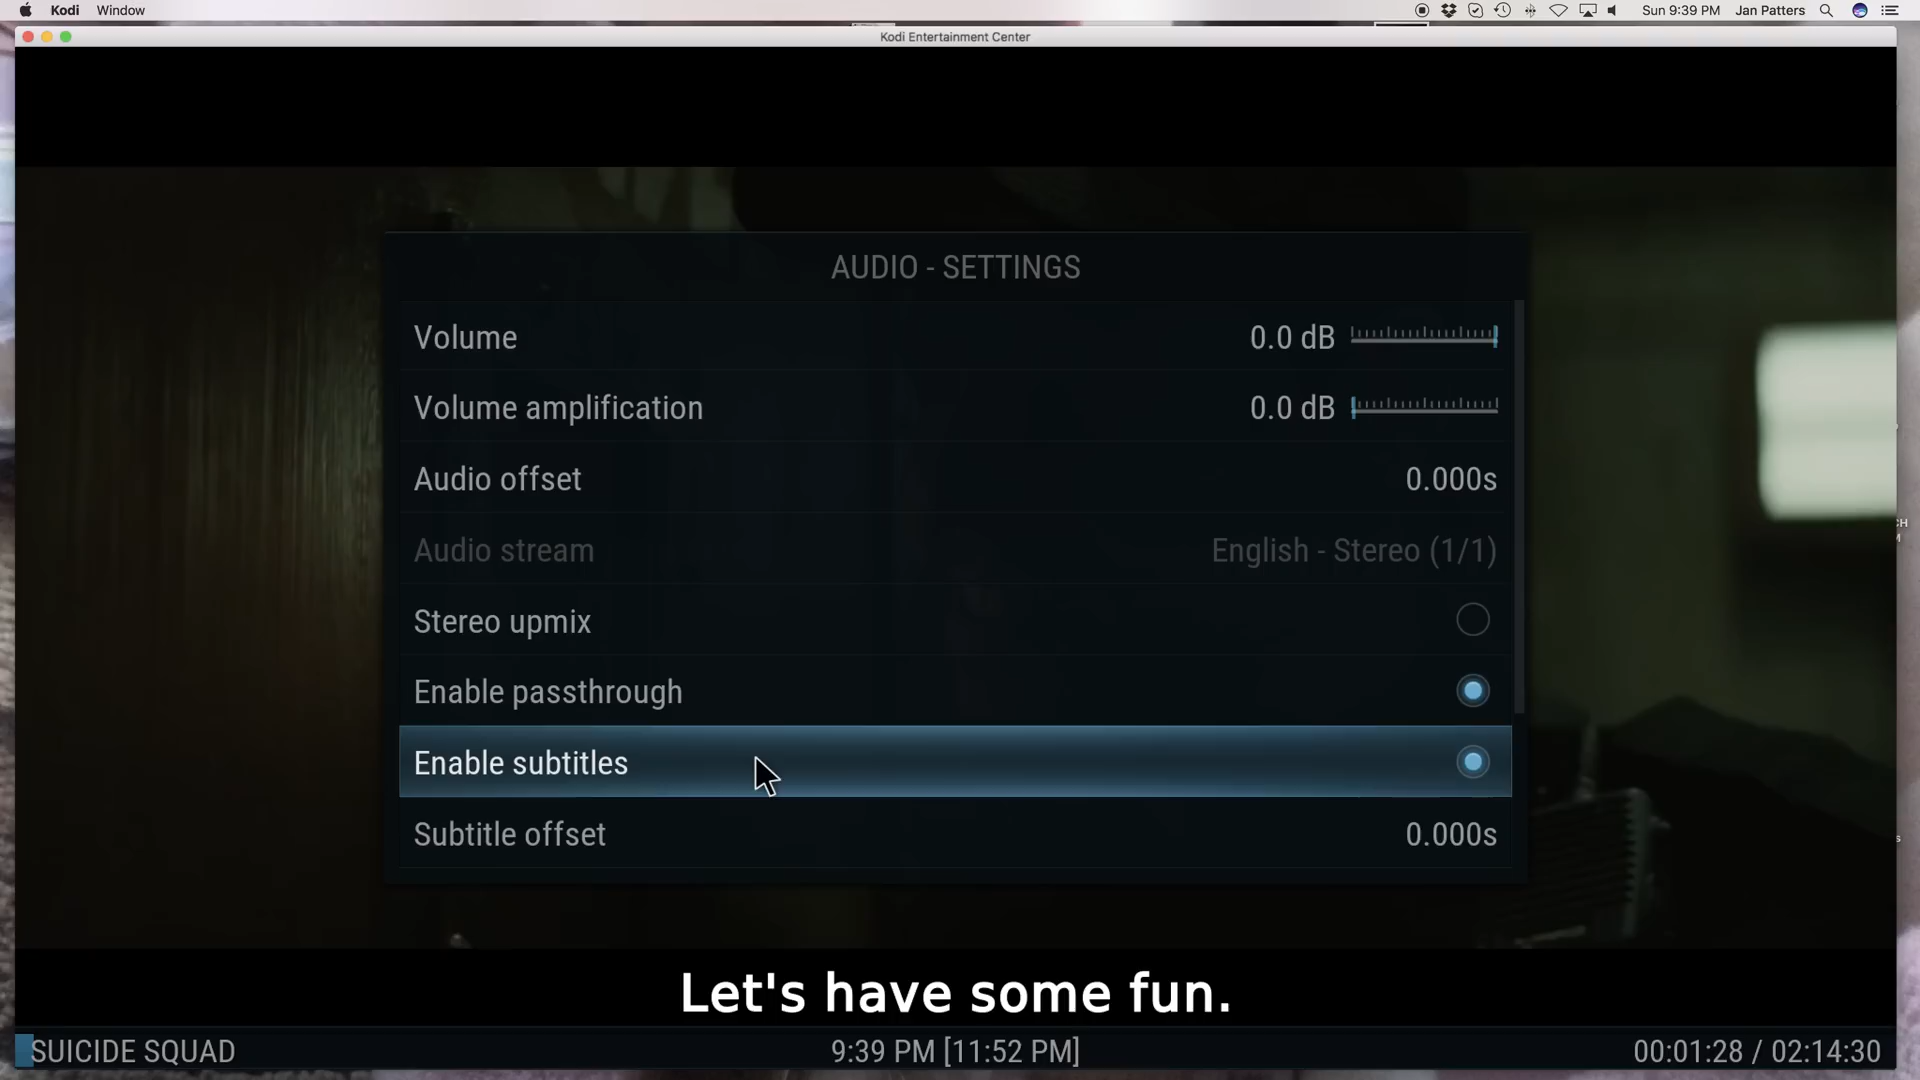 Kodi Window Sun 9:39 PM Jan Patters
Kodi Entertainment Center
AUDIO - SETTINGS
Volume 0.0 dB
Volume amplification 0.0 dB
Audio offset 0.000s
Audio stream English - Stereo (1/1)
Stereo upmix
Enable passthrough
Enable subtitles
Subtitle offset 0.000s
Let's have some fun.
SUICIDE SQUAD 9:39 PM [11:52 PM] 00:01:28 / 02:14:30